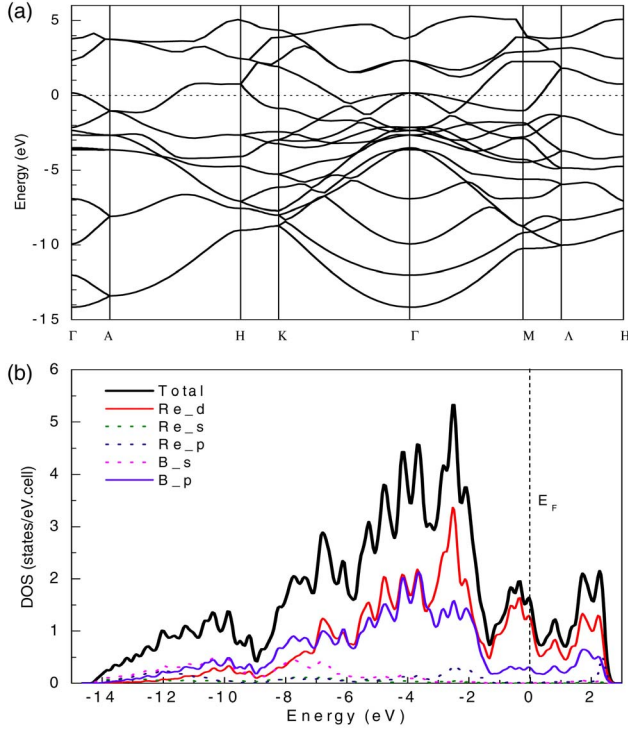 (a)
5
0
-5
-10
-15
Energy (eV)
Γ A H K Γ M Λ H
(b)
6
5
4
3
2
1
0
DOS (states/eV.cell)
Total
Re_d
Re_s
Re_p
B_s
B_p
E_F
-14 -12 -10 -8 -6 -4 -2 0 2
Energy (eV)